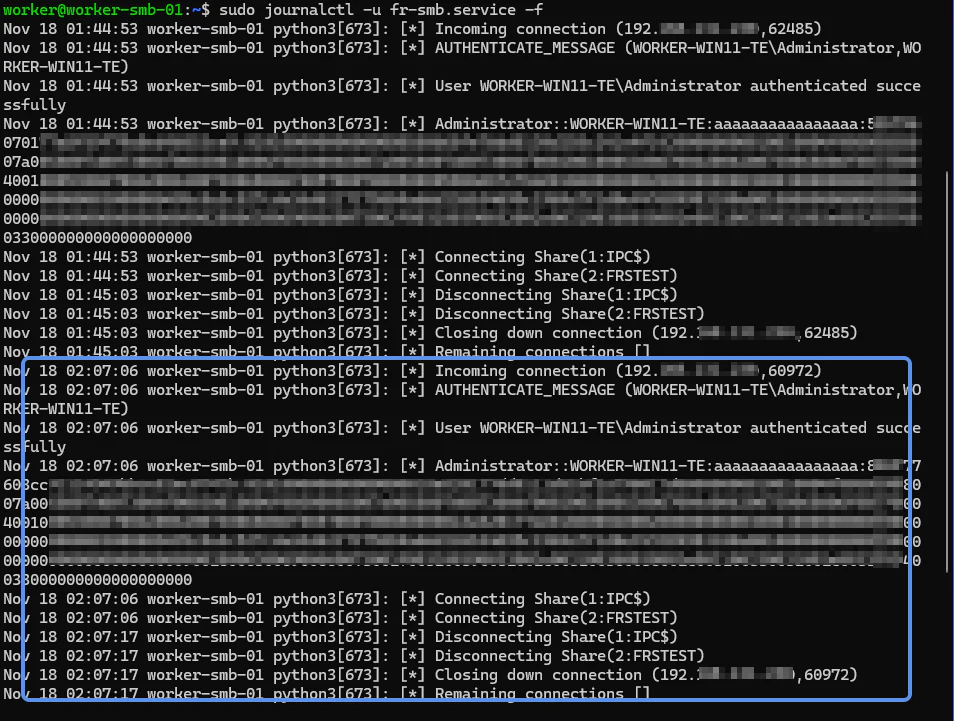 worker@worker-smb-01:~$ sudo journalctl -u fr-smb.service -f
Nov 18 01:44:53 worker-smb-01 python3[673]: [*] Incoming connection (192. ,62485)
Nov 18 01:44:53 worker-smb-01 python3[673]: [*] AUTHENTICATE_MESSAGE (WORKER-WIN11-TE\Administrator,WO
RKER-WIN11-TE)
Nov 18 01:44:53 worker-smb-01 python3[673]: [*] User WORKER-WIN11-TE\Administrator authenticated succe
ssfully
Nov 18 01:44:53 worker-smb-01 python3[673]: [*] Administrator::WORKER-WIN11-TE:aaaaaaaaaaaaaaaa:5
0701
07a0
4001
0000
0000
033000000000000000000
Nov 18 01:44:53 worker-smb-01 python3[673]: [*] Connecting Share(1:IPC$)
Nov 18 01:44:53 worker-smb-01 python3[673]: [*] Connecting Share(2:FRSTEST)
Nov 18 01:45:03 worker-smb-01 python3[673]: [*] Disconnecting Share(1:IPC$)
Nov 18 01:45:03 worker-smb-01 python3[673]: [*] Disconnecting Share(2:FRSTEST)
Nov 18 01:45:03 worker-smb-01 python3[673]: [*] Closing down connection (192. ,62485)
Nov 18 01:45:03 worker-smb-01 python3[673]: [*] Remaining connections []
Nov 18 02:07:06 worker-smb-01 python3[673]: [*] Incoming connection (192. ,60972)
Nov 18 02:07:06 worker-smb-01 python3[673]: [*] AUTHENTICATE_MESSAGE (WORKER-WIN11-TE\Administrator,WO
RKER-WIN11-TE)
Nov 18 02:07:06 worker-smb-01 python3[673]: [*] User WORKER-WIN11-TE\Administrator authenticated succe
ssfully
Nov 18 02:07:06 worker-smb-01 python3[673]: [*] Administrator::WORKER-WIN11-TE:aaaaaaaaaaaaaaaa:8 77
603cc 80
07a00 00
40010 00
00000 00
00000 40
033000000000000000000
Nov 18 02:07:06 worker-smb-01 python3[673]: [*] Connecting Share(1:IPC$)
Nov 18 02:07:06 worker-smb-01 python3[673]: [*] Connecting Share(2:FRSTEST)
Nov 18 02:07:17 worker-smb-01 python3[673]: [*] Disconnecting Share(1:IPC$)
Nov 18 02:07:17 worker-smb-01 python3[673]: [*] Disconnecting Share(2:FRSTEST)
Nov 18 02:07:17 worker-smb-01 python3[673]: [*] Closing down connection (192. ,60972)
Nov 18 02:07:17 worker-smb-01 python3[673]: [*] Remaining connections []